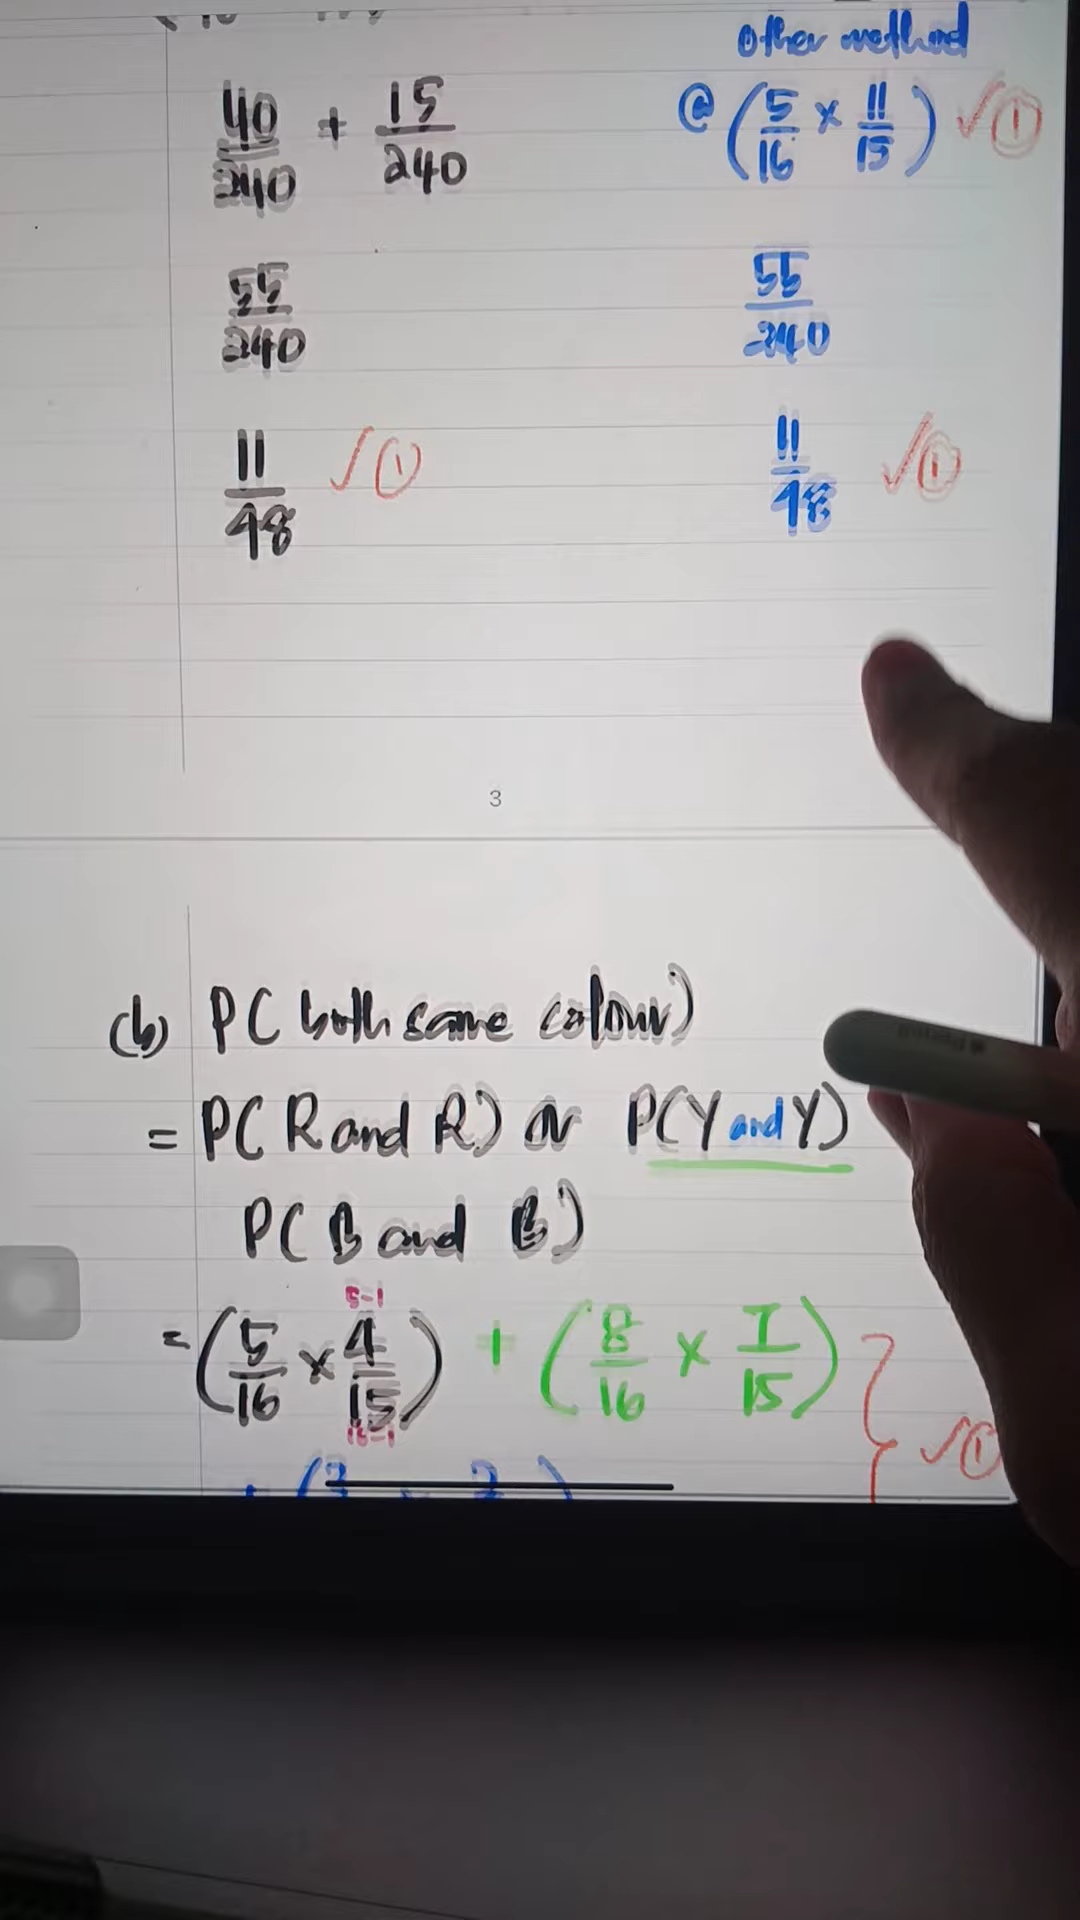 other method
40/240 + 15/240
@ (5/16 × 11/15) ✓①
55/240
55/240
11/48 ✓①
11/48 ✓①
3
(b) P(both same colour)
= P(R and R) or P(Y and Y)
P(B and B)
5-1
= (5/16 × 4/15) + (8/16 × 7/15)
16-1
✓①